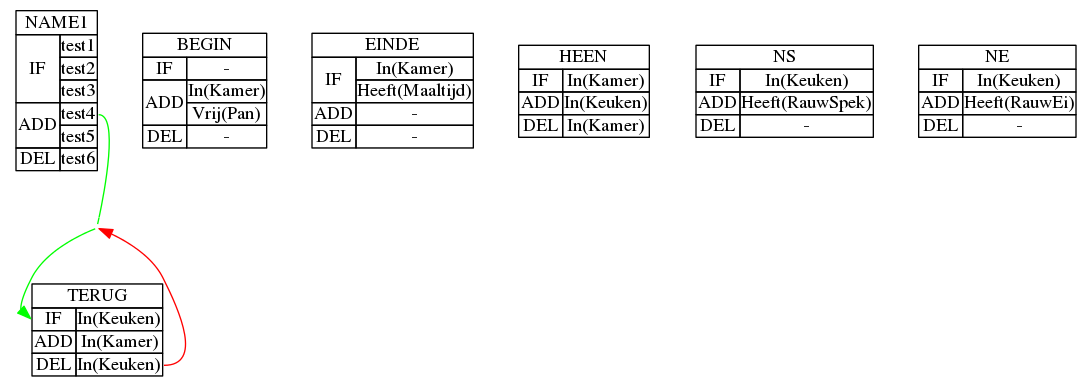 NAME1
IF
test1
test2
test3
ADD
test4
test5
DEL
test6
BEGIN
IF
-
ADD
In(Kamer)
Vrij(Pan)
DEL
-
EINDE
IF
In(Kamer)
Heeft(Maaltijd)
ADD
-
DEL
-
HEEN
IF
In(Kamer)
ADD
In(Keuken)
DEL
In(Kamer)
NS
IF
In(Keuken)
ADD
Heeft(RauwSpek)
DEL
-
NE
IF
In(Keuken)
ADD
Heeft(RauwEi)
DEL
-
TERUG
IF
In(Keuken)
ADD
In(Kamer)
DEL
In(Keuken)